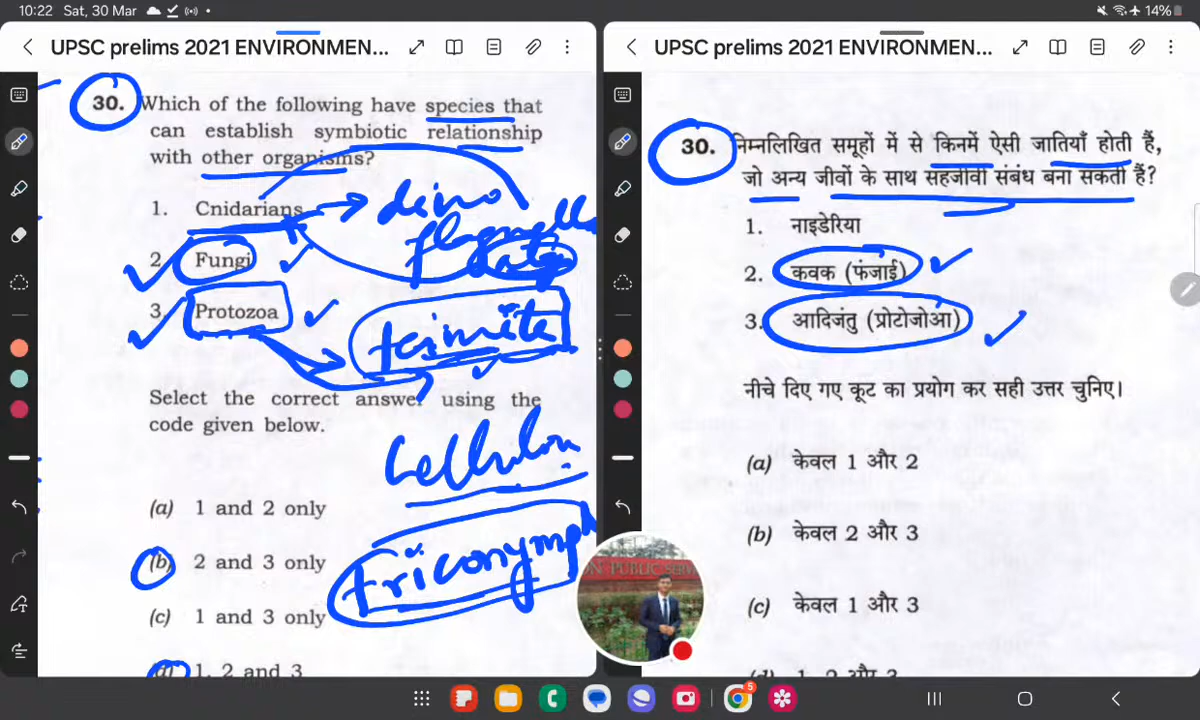 10:22 Sat, 30 Mar
14%
UPSC prelims 2021 ENVIRONMEN...
30. Which of the following have species that
can establish symbiotic relationship
with other organisms?
1. Cnidarians
dino
flagellates
2. Fungi
3. Protozoa
termite
Select the correct answer using the
code given below.
Cellulose
(a) 1 and 2 only
(b) 2 and 3 only
triconymph
(c) 1 and 3 only
(d) 1, 2 and 3
UPSC prelims 2021 ENVIRONMEN...
30. निम्नलिखित समूहों में से किनमें ऐसी जातियाँ होती हैं,
जो अन्य जीवों के साथ सहजीवी संबंध बना सकती हैं?
1. नाइडेरिया
2. कवक (फंजाई)
3. आदिजंतु (प्रोटोजोआ)
नीचे दिए गए कूट का प्रयोग कर सही उत्तर चुनिए।
(a) केवल 1 और 2
(b) केवल 2 और 3
(c) केवल 1 और 3
(d) 1, 2 और 3
ON PUBLIC SERV
5